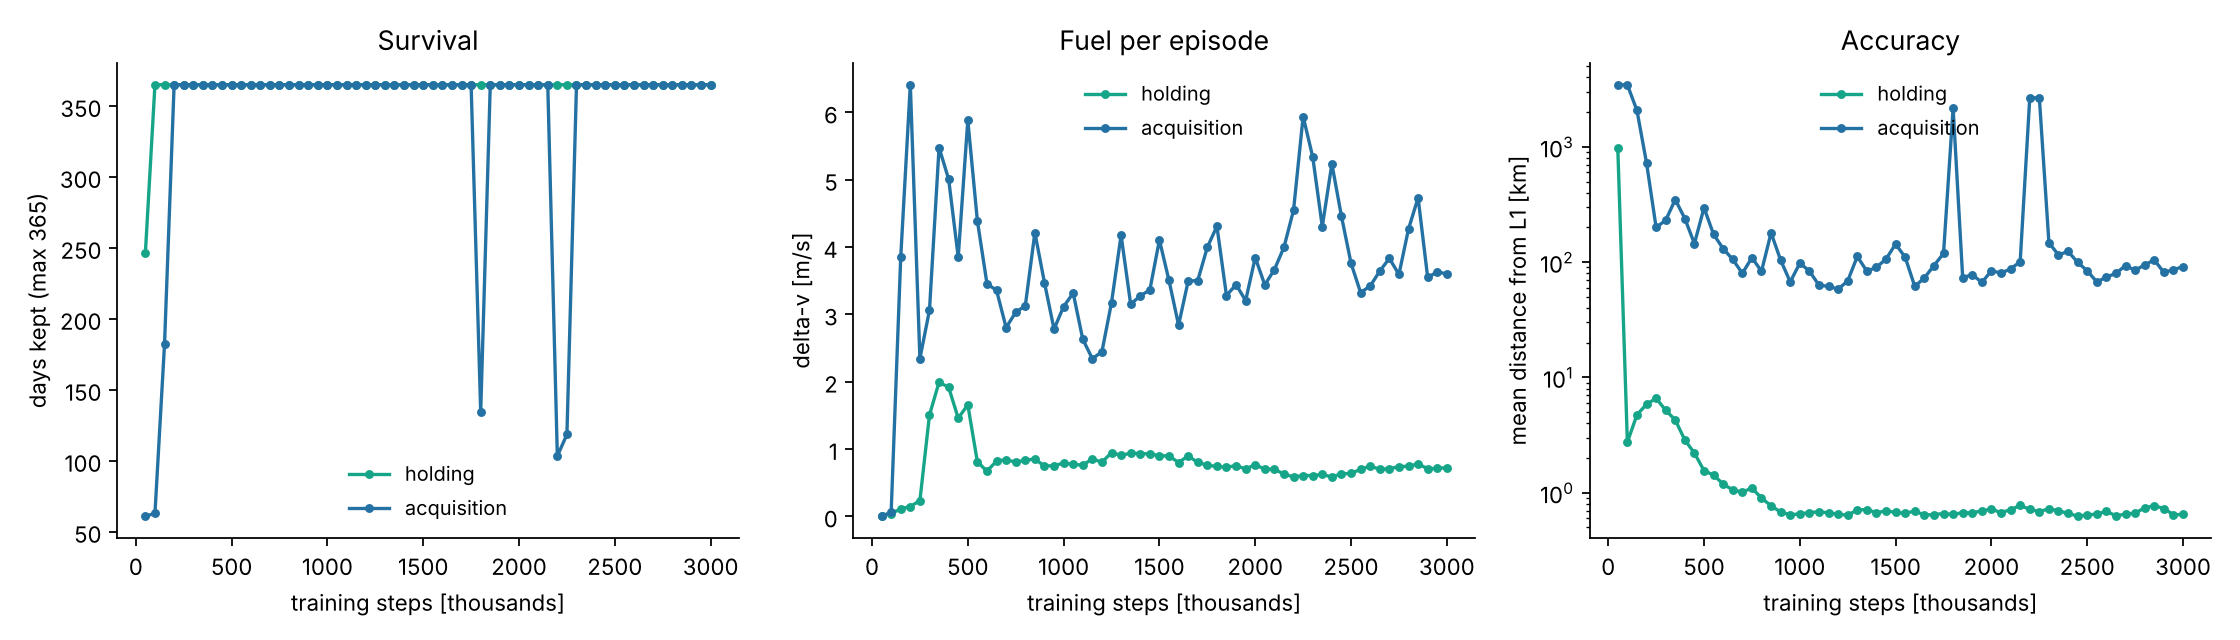 Survival
days kept (max 365)
350
300
250
200
150
100
50
holding
acquisition
0 500 1000 1500 2000 2500 3000
training steps [thousands]
Fuel per episode
delta-v [m/s]
6
5
4
3
2
1
0
holding
acquisition
0 500 1000 1500 2000 2500 3000
training steps [thousands]
Accuracy
mean distance from L1 [km]
10³
10²
10¹
10⁰
holding
acquisition
0 500 1000 1500 2000 2500 3000
training steps [thousands]